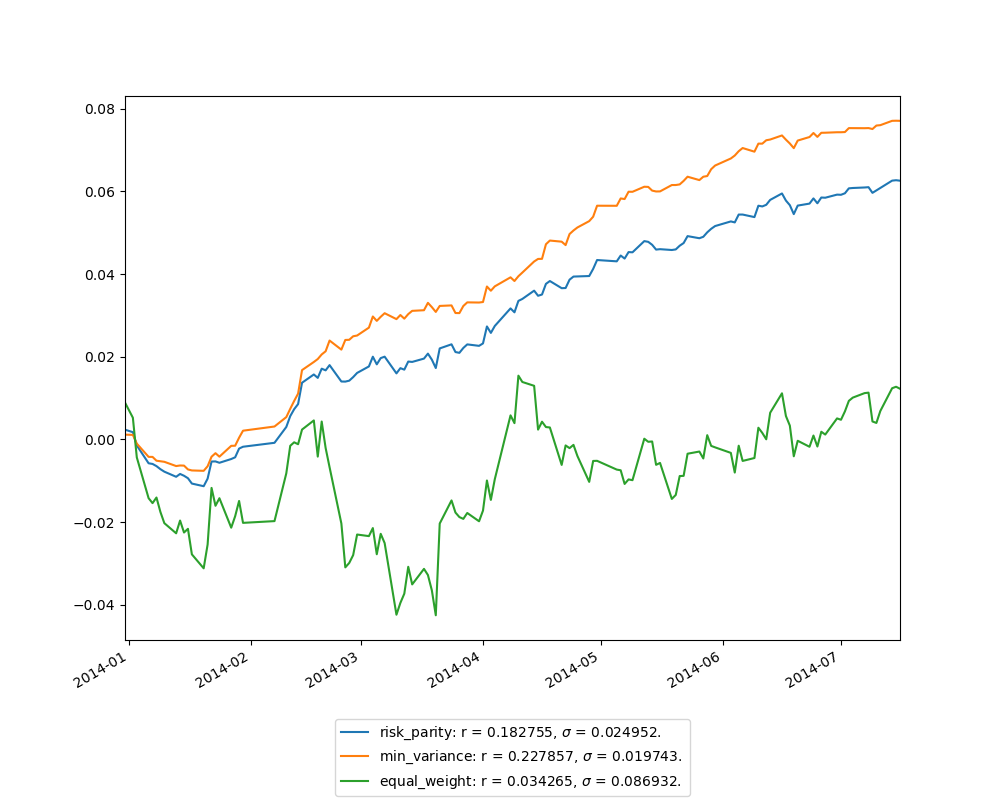 0.08
0.06
0.04
0.02
0.00
−0.02
−0.04
2014-01 2014-02 2014-03 2014-04 2014-05 2014-06 2014-07
risk_parity: r = 0.182755, σ = 0.024952.
min_variance: r = 0.227857, σ = 0.019743.
equal_weight: r = 0.034265, σ = 0.086932.